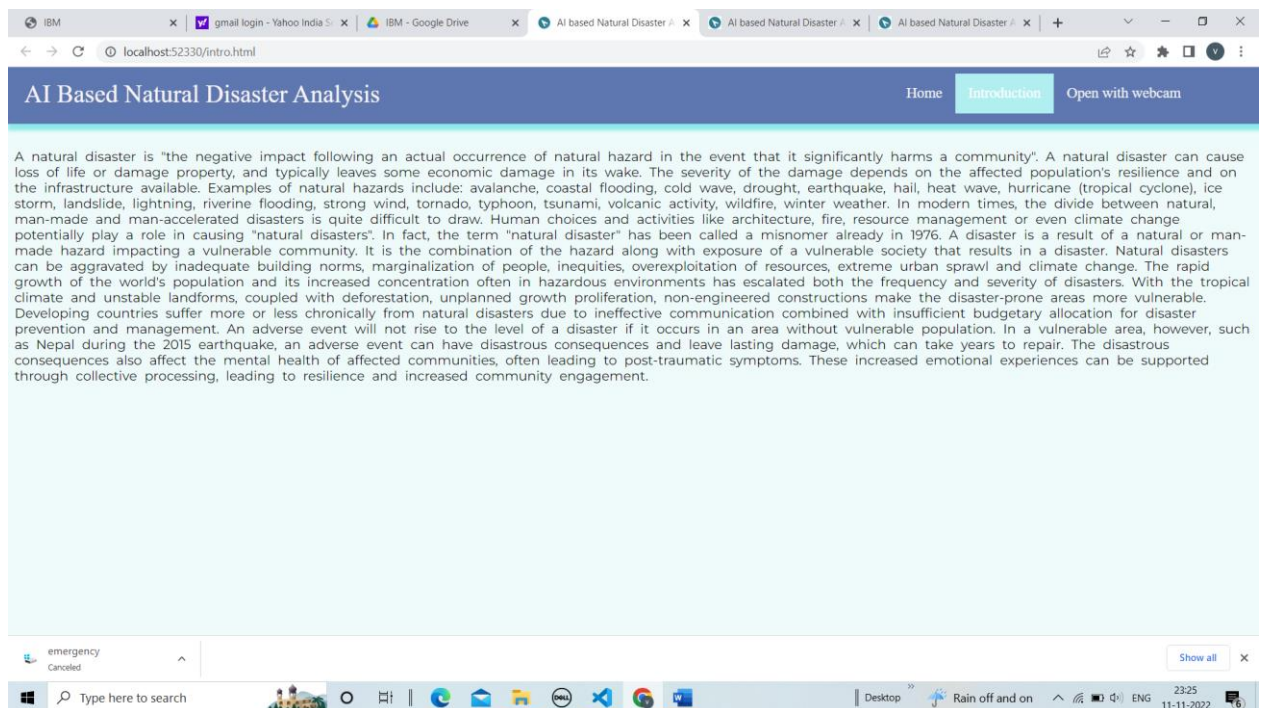 IBM
gmail login - Yahoo India Se
IBM - Google Drive
AI based Natural Disaster A
AI based Natural Disaster A
AI based Natural Disaster A
localhost:52330/intro.html
V
AI Based Natural Disaster Analysis
Home
Introduction
Open with webcam
A natural disaster is "the negative impact following an actual occurrence of natural hazard in the event that it significantly harms a community". A natural disaster can cause
loss of life or damage property, and typically leaves some economic damage in its wake. The severity of the damage depends on the affected population's resilience and on
the infrastructure available. Examples of natural hazards include: avalanche, coastal flooding, cold wave, drought, earthquake, hail, heat wave, hurricane (tropical cyclone), ice
storm, landslide, lightning, riverine flooding, strong wind, tornado, typhoon, tsunami, volcanic activity, wildfire, winter weather. In modern times, the divide between natural,
man-made and man-accelerated disasters is quite difficult to draw. Human choices and activities like architecture, fire, resource management or even climate change
potentially play a role in causing "natural disasters". In fact, the term "natural disaster" has been called a misnomer already in 1976. A disaster is a result of a natural or man-
made hazard impacting a vulnerable community. It is the combination of the hazard along with exposure of a vulnerable society that results in a disaster. Natural disasters
can be aggravated by inadequate building norms, marginalization of people, inequities, overexploitation of resources, extreme urban sprawl and climate change. The rapid
growth of the world's population and its increased concentration often in hazardous environments has escalated both the frequency and severity of disasters. With the tropical
climate and unstable landforms, coupled with deforestation, unplanned growth proliferation, non-engineered constructions make the disaster-prone areas more vulnerable.
Developing countries suffer more or less chronically from natural disasters due to ineffective communication combined with insufficient budgetary allocation for disaster
prevention and management. An adverse event will not rise to the level of a disaster if it occurs in an area without vulnerable population. In a vulnerable area, however, such
as Nepal during the 2015 earthquake, an adverse event can have disastrous consequences and leave lasting damage, which can take years to repair. The disastrous
consequences also affect the mental health of affected communities, often leading to post-traumatic symptoms. These increased emotional experiences can be supported
through collective processing, leading to resilience and increased community engagement.
emergency
Canceled
Show all
Type here to search
DELL
Desktop
Rain off and on
ENG
23:25
11-11-2022
6